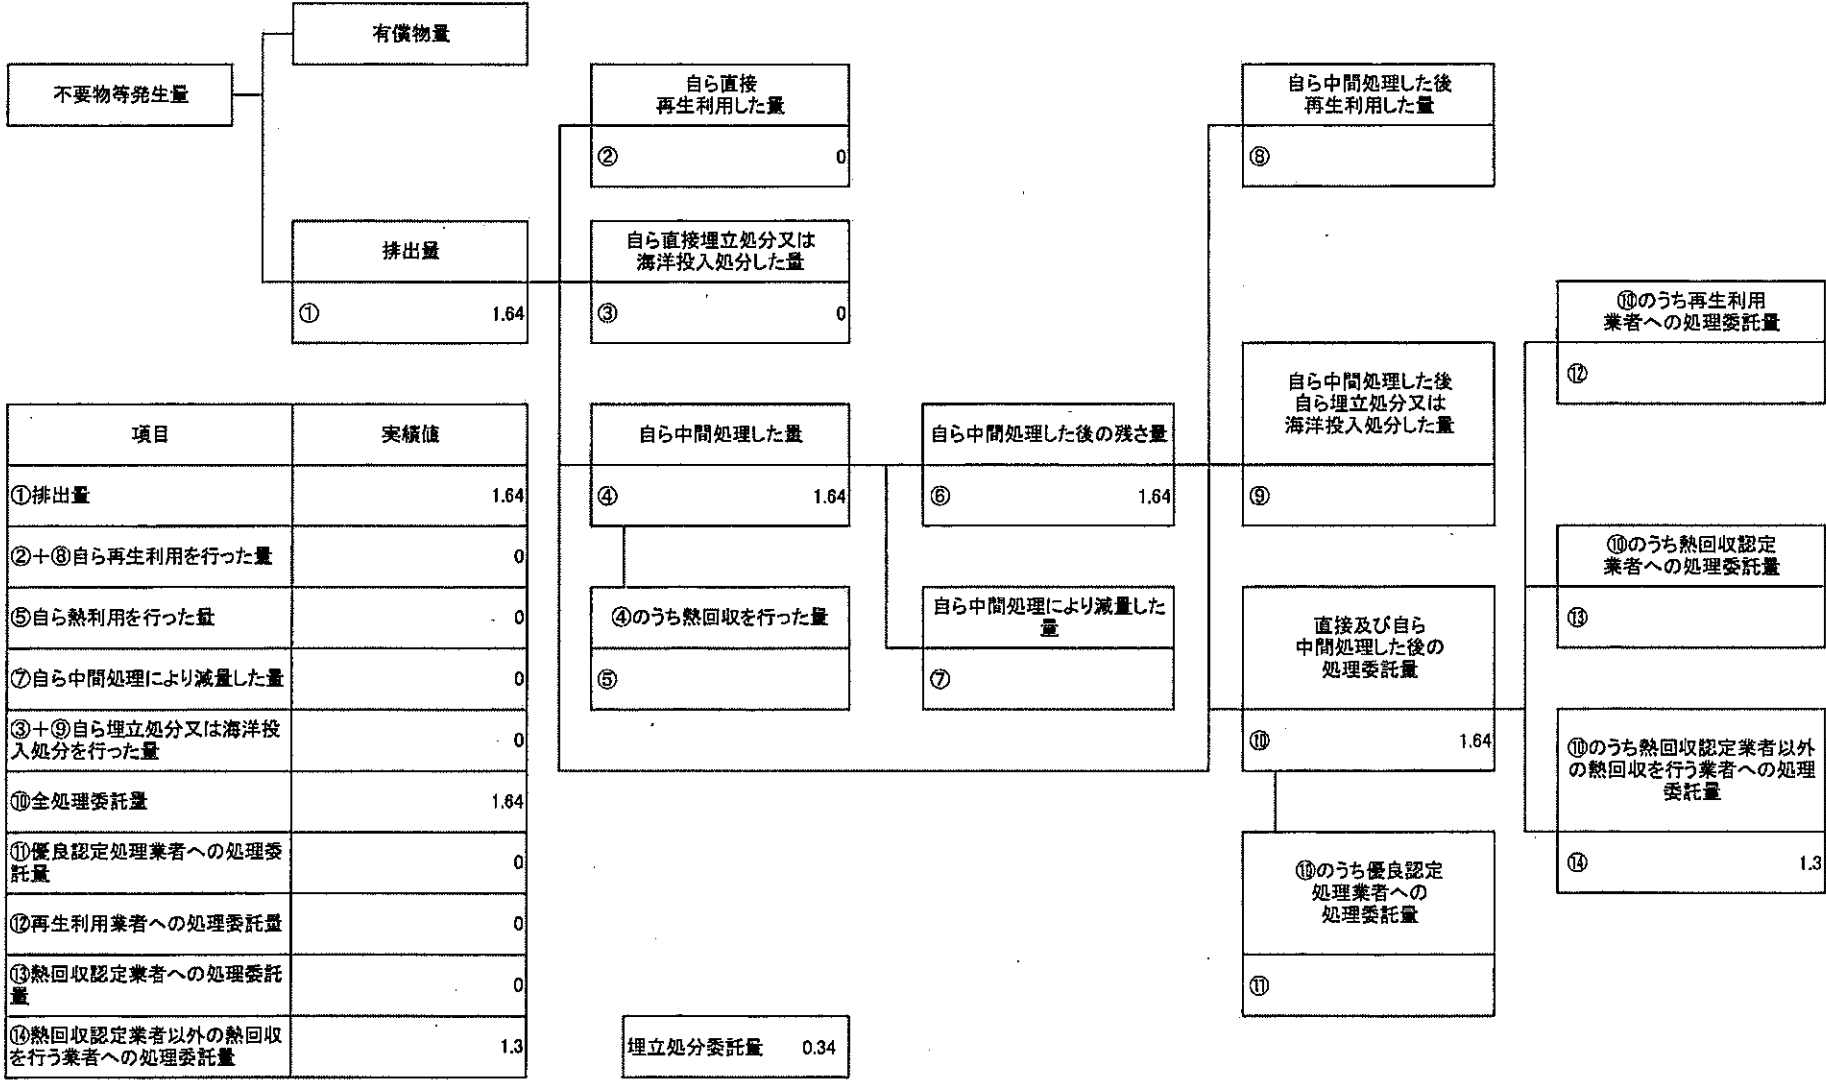 有償物量
不要物等発生量
自ら直接
再生利用した量
② 0
自ら中間処理した後
再生利用した量
⑧
排出量
① 1.64
自ら直接埋立処分又は
海洋投入処分した量
③ 0
⑩のうち再生利用
業者への処理委託量
⑫
自ら中間処理した後
自ら埋立処分又は
海洋投入処分した量
⑨
自ら中間処理した量
④ 1.64
自ら中間処理した後の残さ量
⑥ 1.64
⑩のうち熱回収認定
業者への処理委託量
⑬
④のうち熱回収を行った量
⑤
自ら中間処理により減量した
量
⑦
直接及び自ら
中間処理した後の
処理委託量
⑩ 1.64
⑩のうち熱回収認定業者以外
の熱回収を行う業者への処理
委託量
⑭ 1.3
⑩のうち優良認定
処理業者への
処理委託量
⑪
項目 実績値
①排出量 1.64
②+⑧自ら再生利用を行った量 0
⑤自ら熱利用を行った量 0
⑦自ら中間処理により減量した量 0
③+⑨自ら埋立処分又は海洋投
入処分を行った量 0
⑩全処理委託量 1.64
⑪優良認定処理業者への処理委
託量 0
⑫再生利用業者への処理委託量 0
⑬熱回収認定業者への処理委託
量 0
⑭熱回収認定業者以外の熱回収
を行う業者への処理委託量 1.3
埋立処分委託量 0.34